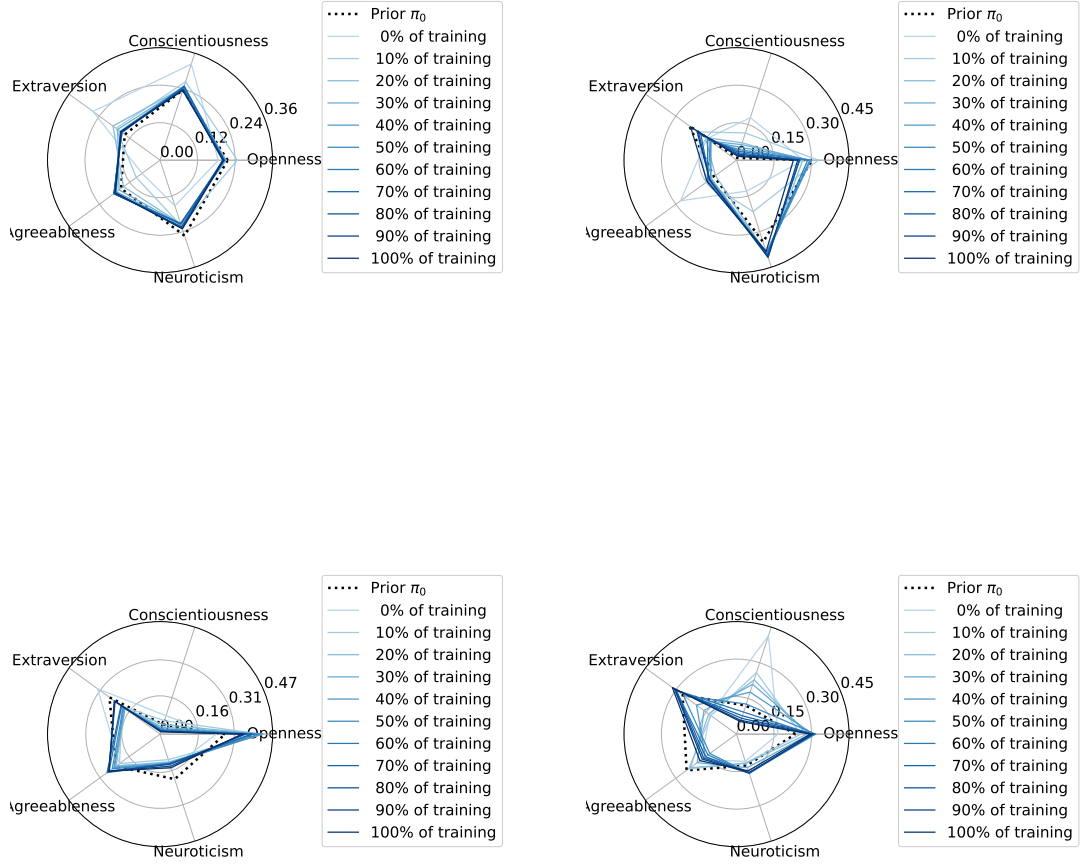 Prior π0
0% of training
10% of training
20% of training
30% of training
40% of training
50% of training
60% of training
70% of training
80% of training
90% of training
100% of training
Conscientiousness
Extraversion
0.36
0.24
0.12
0.00
Openness
Agreeableness
Neuroticism
Prior π0
0% of training
10% of training
20% of training
30% of training
40% of training
50% of training
60% of training
70% of training
80% of training
90% of training
100% of training
Conscientiousness
Extraversion
0.45
0.30
0.15
0.00
Openness
Agreeableness
Neuroticism
Prior π0
0% of training
10% of training
20% of training
30% of training
40% of training
50% of training
60% of training
70% of training
80% of training
90% of training
100% of training
Conscientiousness
Extraversion
0.47
0.31
0.16
0.00
Openness
Agreeableness
Neuroticism
Prior π0
0% of training
10% of training
20% of training
30% of training
40% of training
50% of training
60% of training
70% of training
80% of training
90% of training
100% of training
Conscientiousness
Extraversion
0.45
0.30
0.15
0.00
Openness
Agreeableness
Neuroticism